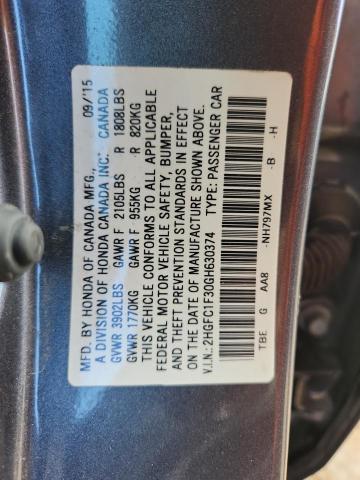 MFD. BY HONDA OF CANADA MFG., 09/'15
A DIVISION OF HONDA CANADA INC: CANADA
GVWR 3902LBS GAWR F 2105LBS R 1808LBS
GVWR 1770KG GAWR F 955KG R 820KG
THIS VEHICLE CONFORMS TO ALL APPLICABLE
FEDERAL MOTOR VEHICLE SAFETY, BUMPER,
AND THEFT PREVENTION STANDARDS IN EFFECT
ON THE DATE OF MANUFACTURE SHOWN ABOVE.
V.I.N.: 2HGFC1F30GH630374 TYPE: PASSENGER CAR
TBE G AA8 -NH797MX -B -H